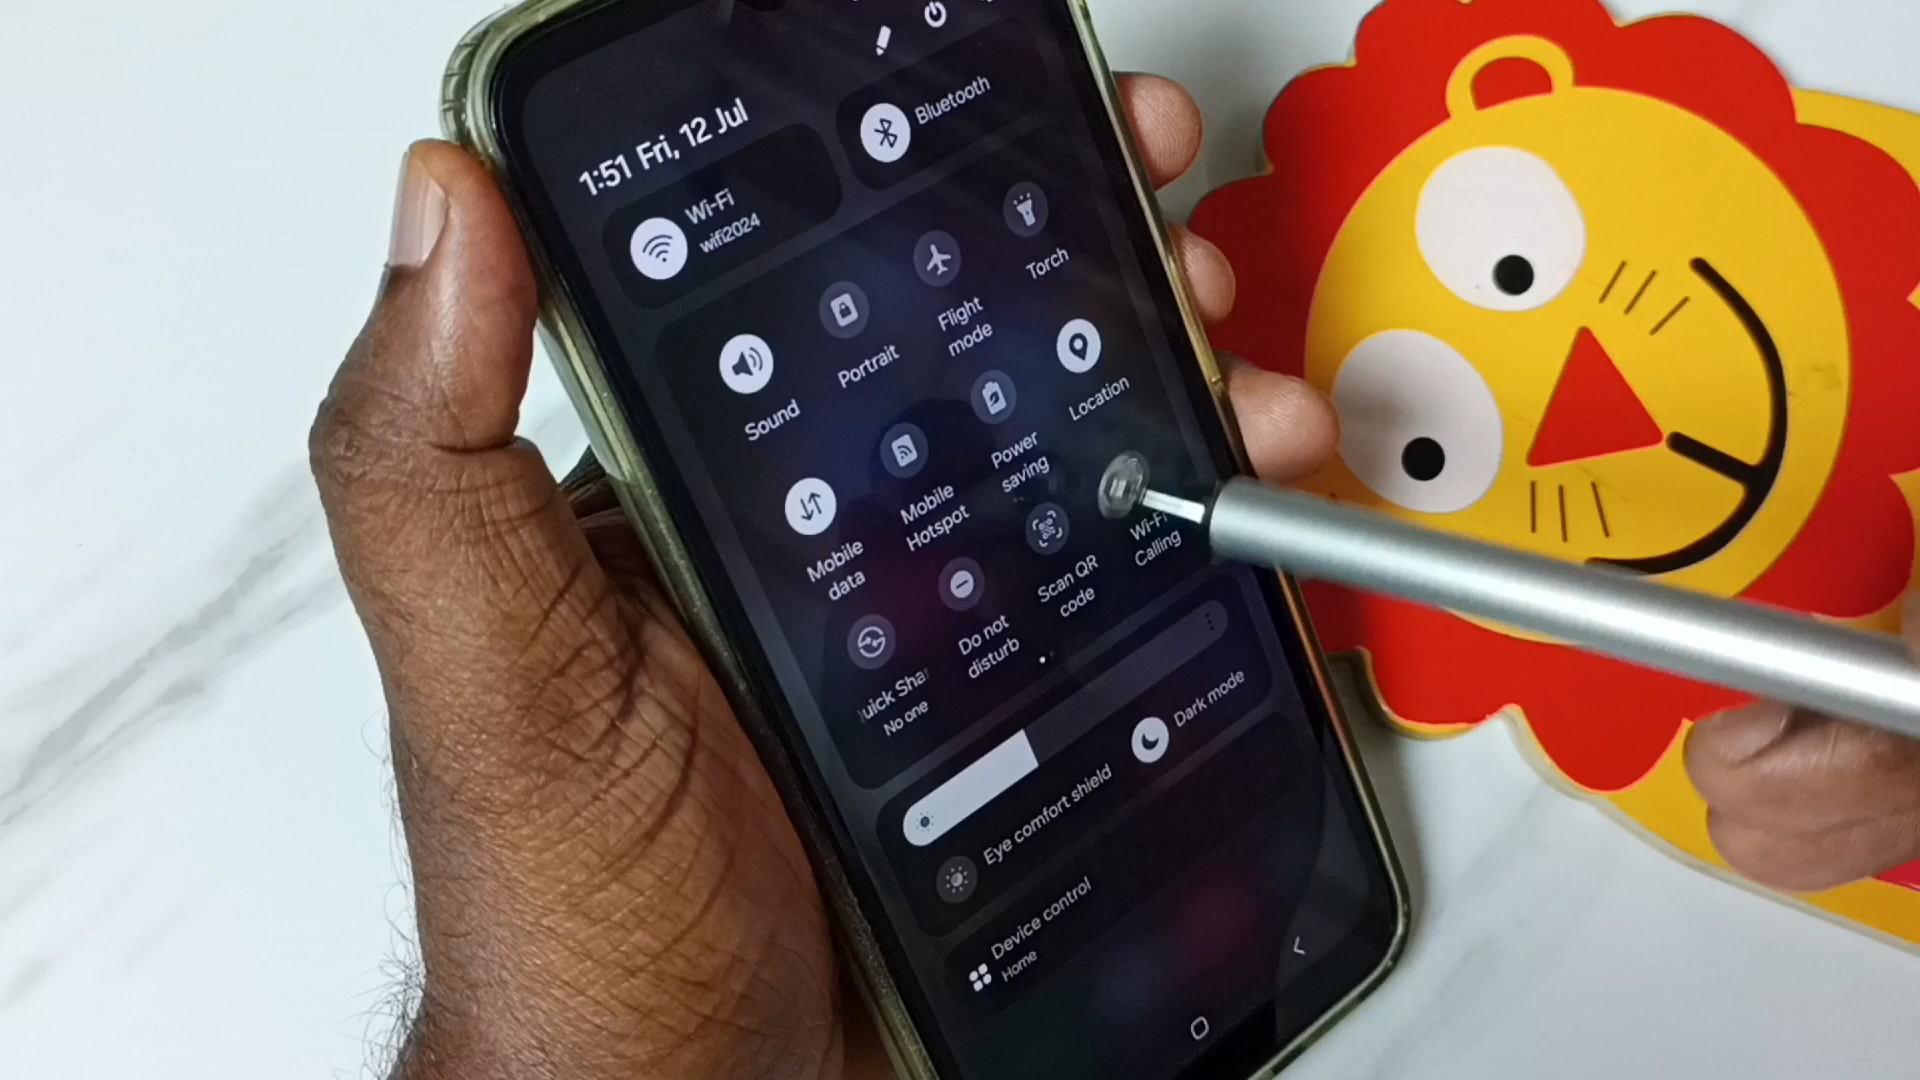 1:51 Fri, 12 Jul
Wi-Fi
wifi2024
Bluetooth
Sound
Portrait
Flight
mode
Torch
Mobile
data
Mobile
Hotspot
Power
saving
Location
uick Shar
No one
Do not
disturb
Scan QR
code
Wi-Fi
Calling
Eye comfort shield
Dark mode
Device control
Home